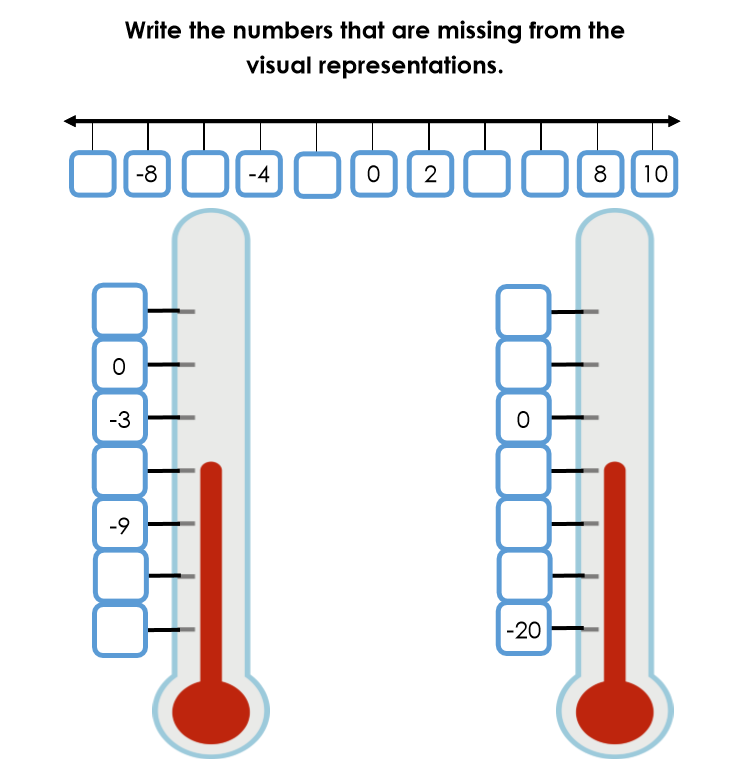 Write the numbers that are missing from the
visual representations.
-8 -4 0 2 8 10
0
-3
-9
0
-20